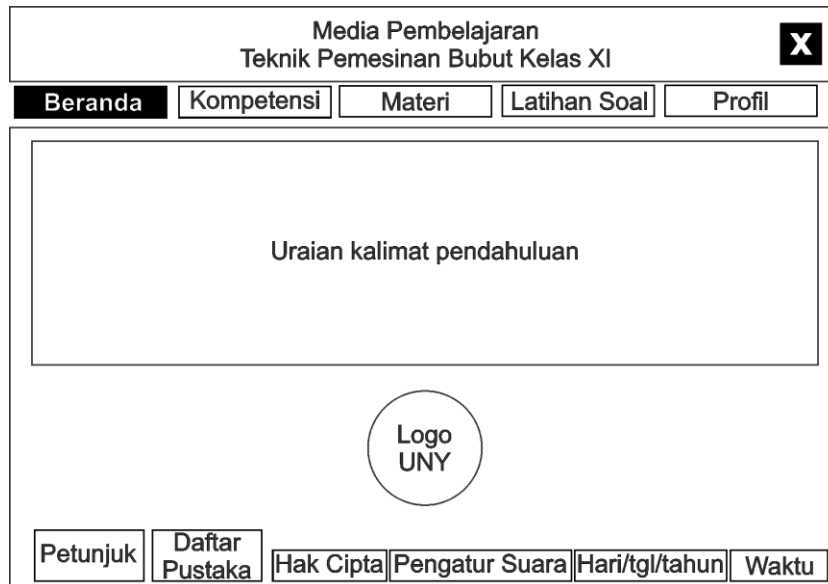 Media Pembelajaran
Teknik Pemesinan Bubut Kelas XI
X
Beranda Kompetensi Materi Latihan Soal Profil
Uraian kalimat pendahuluan
Logo
UNY
Petunjuk
Daftar
Pustaka
Hak Cipta Pengatur Suara Hari/tgl/tahun Waktu